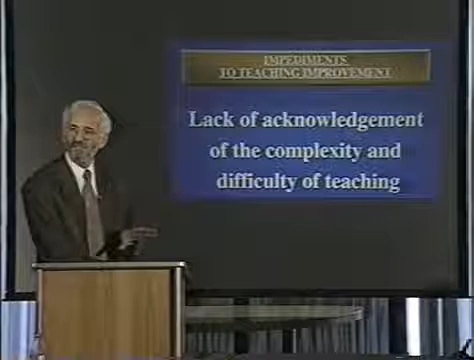 IMPEDIMENTS
TO TEACHING IMPROVEMENT
Lack of acknowledgement
of the complexity and
difficulty of teaching